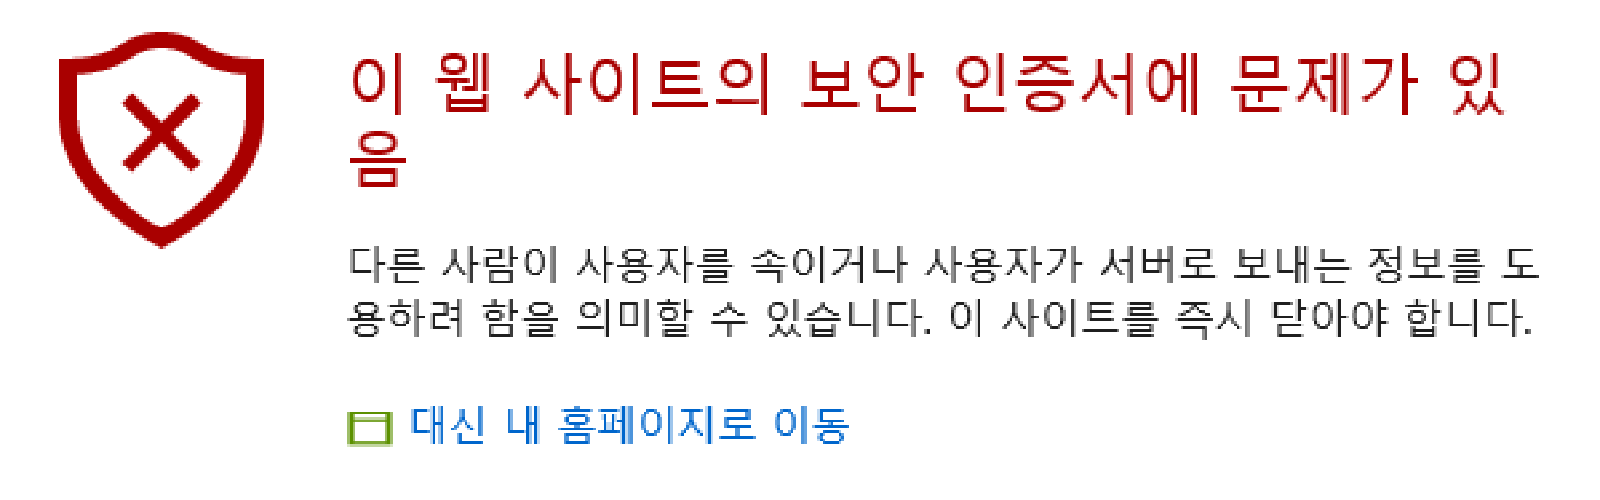 이 웹 사이트의 보안 인증서에 문제가 있
음
다른 사람이 사용자를 속이거나 사용자가 서버로 보내는 정보를 도
용하려 함을 의미할 수 있습니다. 이 사이트를 즉시 닫아야 합니다.
대신 내 홈페이지로 이동